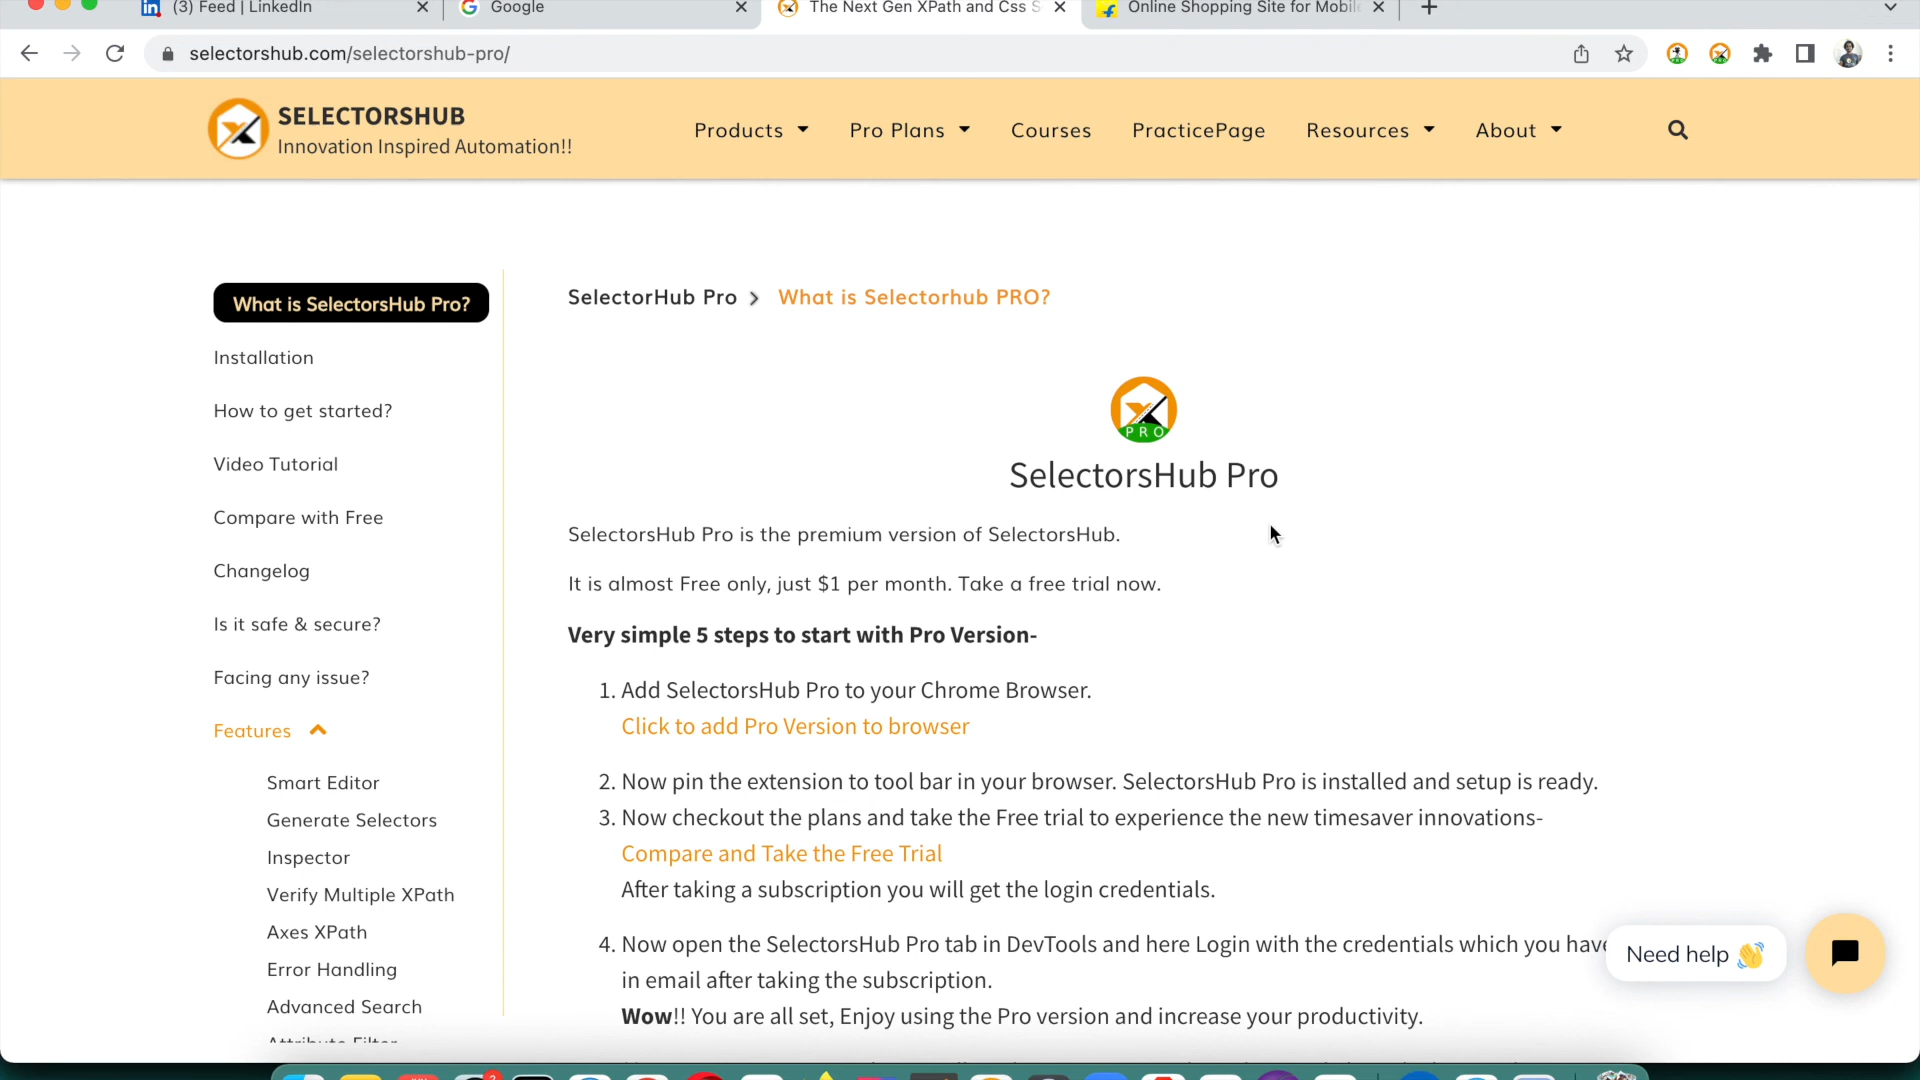 (3) Feed | LinkedIn
Google
The Next Gen XPath and Css S
Online Shopping Site for Mobil
selectorshub.com/selectorshub-pro/
SELECTORSHUB
Innovation Inspired Automation!!
Products
Pro Plans
Courses
PracticePage
Resources
About
What is SelectorsHub Pro?
Installation
How to get started?
Video Tutorial
Compare with Free
Changelog
Is it safe & secure?
Facing any issue?
Features
Smart Editor
Generate Selectors
Inspector
Verify Multiple XPath
Axes XPath
Error Handling
Advanced Search
Attribute Filter
SelectorHub Pro > What is Selectorhub PRO?
PRO
SelectorsHub Pro
SelectorsHub Pro is the premium version of SelectorsHub.
It is almost Free only, just $1 per month. Take a free trial now.
Very simple 5 steps to start with Pro Version-
1. Add SelectorsHub Pro to your Chrome Browser.
Click to add Pro Version to browser
2. Now pin the extension to tool bar in your browser. SelectorsHub Pro is installed and setup is ready.
3. Now checkout the plans and take the Free trial to experience the new timesaver innovations-
Compare and Take the Free Trial
After taking a subscription you will get the login credentials.
4. Now open the SelectorsHub Pro tab in DevTools and here Login with the credentials which you have
in email after taking the subscription.
Wow!! You are all set, Enjoy using the Pro version and increase your productivity.
Need help 👋